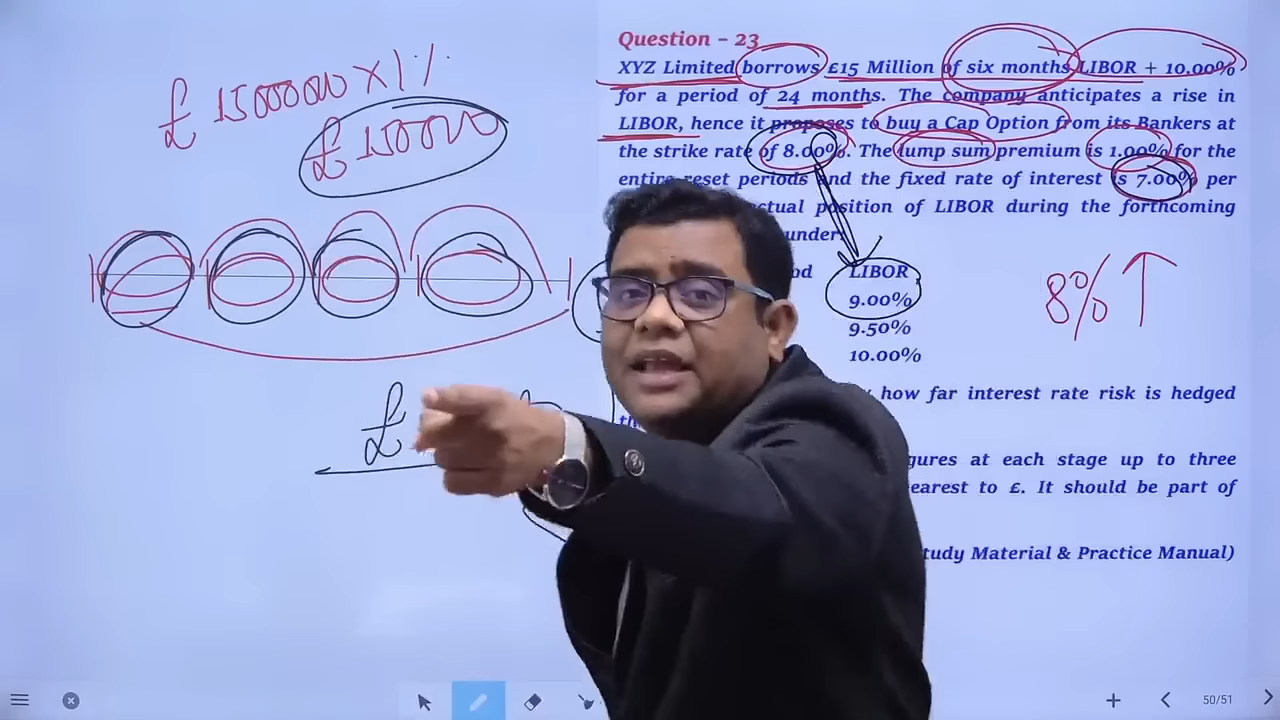 £ 15000000 X 1%
£ 150000
Question – 23
XYZ Limited borrows £15 Million of six months LIBOR + 10.00%
for a period of 24 months. The company anticipates a rise in
LIBOR, hence it proposes to buy a Cap Option from its Bankers at
the strike rate of 8.00%. The lump sum premium is 1.00% for the
entire reset periods and the fixed rate of interest is 7.00% per
position of LIBOR during the forthcoming
under:
LIBOR
9.00%
9.50%
10.00%
8% ↑
£
how far interest rate risk is hedged
at each stage up to three
to £. It should be part of
Material & Practice Manual)
50/51